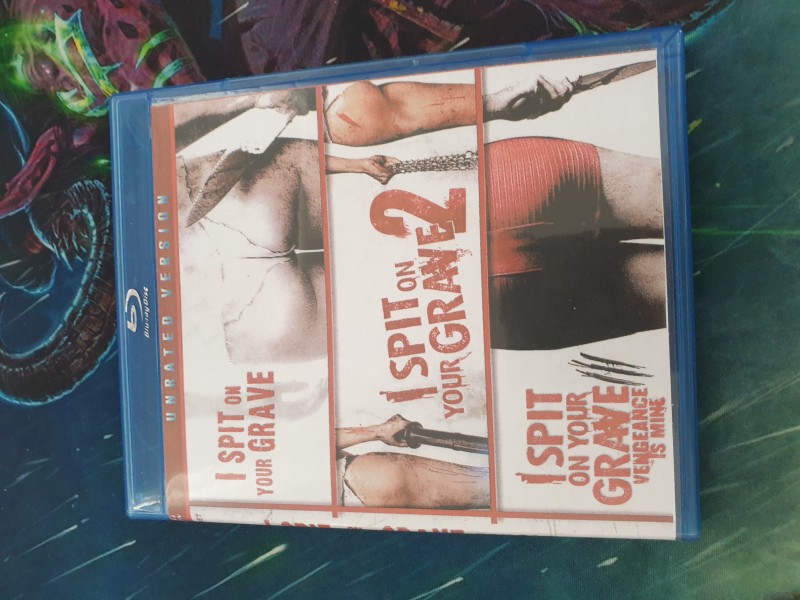 Blu-ray Disc
UNRATED VERSION
I SPIT ON
YOUR GRAVE
I SPIT ON
YOUR GRAVE 2
I SPIT
ON YOUR
GRAVE III
VENGEANCE
IS MINE